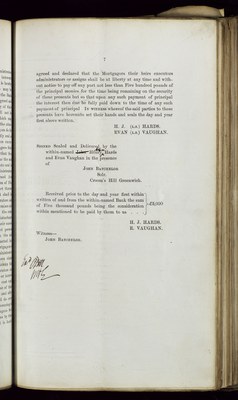 7
agreed and declared that the Mortgagors their heirs executors
administrators or assigns shall be at liberty at any time and with-
out notice to pay off any part not less than Five hundred pounds of
the principal monies for the time being remaining on the security
of these presents but so that upon any such payment of principal
the interest then due be fully paid down to the time of any such
payment of principal In witness whereof the said parties to these
presents have hereunto set their hands and seals the day and year
first above written.
H. J. (L.S.) HARDS.
EVAN (L.S.) VAUGHAN.
Signed Sealed and Delivered by the
within-named Hards
and Evan Vaughan in the presence
of
JOHN BATCHELOR
Solr.
Croom's Hill Greenwich.
Received prior to the day and year first within
written of and from the within-named Bank the sum
of Five thousand pounds being the consideration
within mentioned to be paid by them to us . . .
£5,000
H. J. HARDS.
E. VAUGHAN.
Witness—
JOHN BATCHELOR.